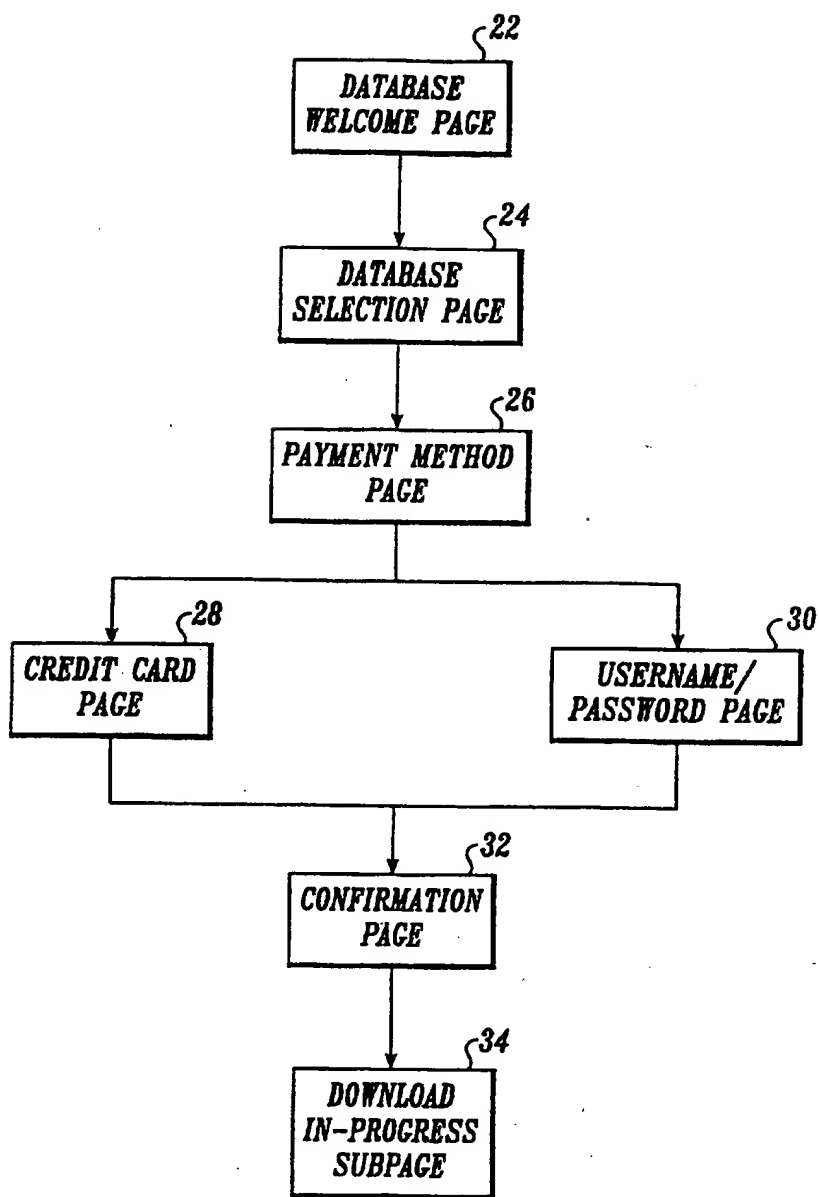 22
DATABASE
WELCOME PAGE
24
DATABASE
SELECTION PAGE
26
PAYMENT METHOD
PAGE
28
CREDIT CARD
PAGE
30
USERNAME/
PASSWORD PAGE
32
CONFIRMATION
PAGE
34
DOWNLOAD
IN-PROGRESS
SUBPAGE